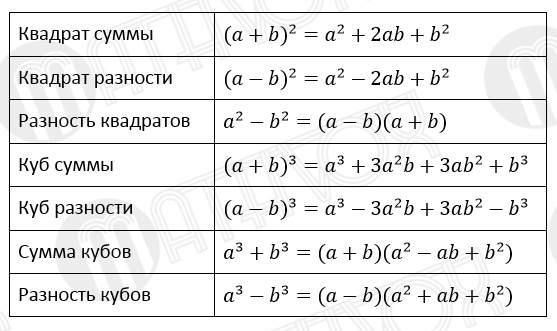 Квадрат суммы (a + b)² = a² + 2ab + b²
Квадрат разности (a − b)² = a² − 2ab + b²
Разность квадратов a² − b² = (a − b)(a + b)
Куб суммы (a + b)³ = a³ + 3a²b + 3ab² + b³
Куб разности (a − b)³ = a³ − 3a²b + 3ab² − b³
Сумма кубов a³ + b³ = (a + b)(a² − ab + b²)
Разность кубов a³ − b³ = (a − b)(a² + ab + b²)